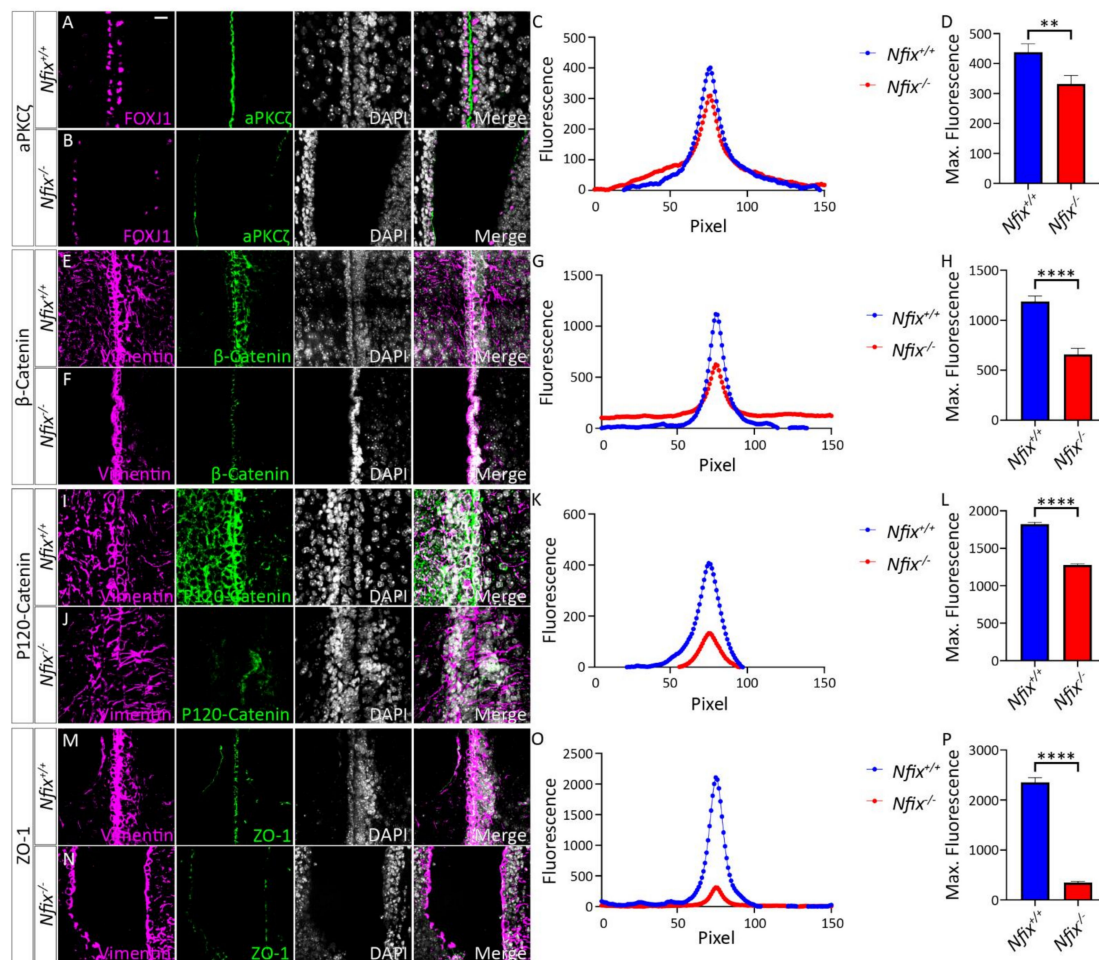 aPKCζ
Nfix+/+
A
FOXJ1
aPKCζ
DAPI
Merge
Nfix-/-
B
FOXJ1
aPKCζ
DAPI
Merge
C
Fluorescence
500
400
300
200
100
0
0 50 100 150
Pixel
Nfix+/+
Nfix-/-
D
Max. Fluorescence
500
400
300
200
100
0
**
Nfix+/+
Nfix-/-
β-Catenin
Nfix+/+
E
Vimentin
β-Catenin
DAPI
Merge
Nfix-/-
F
Vimentin
β-Catenin
DAPI
Merge
G
Fluorescence
1500
1000
500
0
0 50 100 150
Pixel
Nfix+/+
Nfix-/-
H
Max. Fluorescence
1500
1000
500
0
****
Nfix+/+
Nfix-/-
P120-Catenin
Nfix+/+
I
Vimentin
P120-Catenin
DAPI
Merge
Nfix-/-
J
Vimentin
P120-Catenin
DAPI
Merge
K
Fluorescence
600
400
200
0
0 50 100 150
Pixel
Nfix+/+
Nfix-/-
L
Max. Fluorescence
2000
1500
1000
500
0
****
Nfix+/+
Nfix-/-
ZO-1
Nfix+/+
M
Vimentin
ZO-1
DAPI
Merge
Nfix-/-
N
Vimentin
ZO-1
DAPI
Merge
O
Fluorescence
2500
2000
1500
1000
500
0
0 50 100 150
Pixel
Nfix+/+
Nfix-/-
P
Max. Fluorescence
3000
2000
1000
0
****
Nfix+/+
Nfix-/-